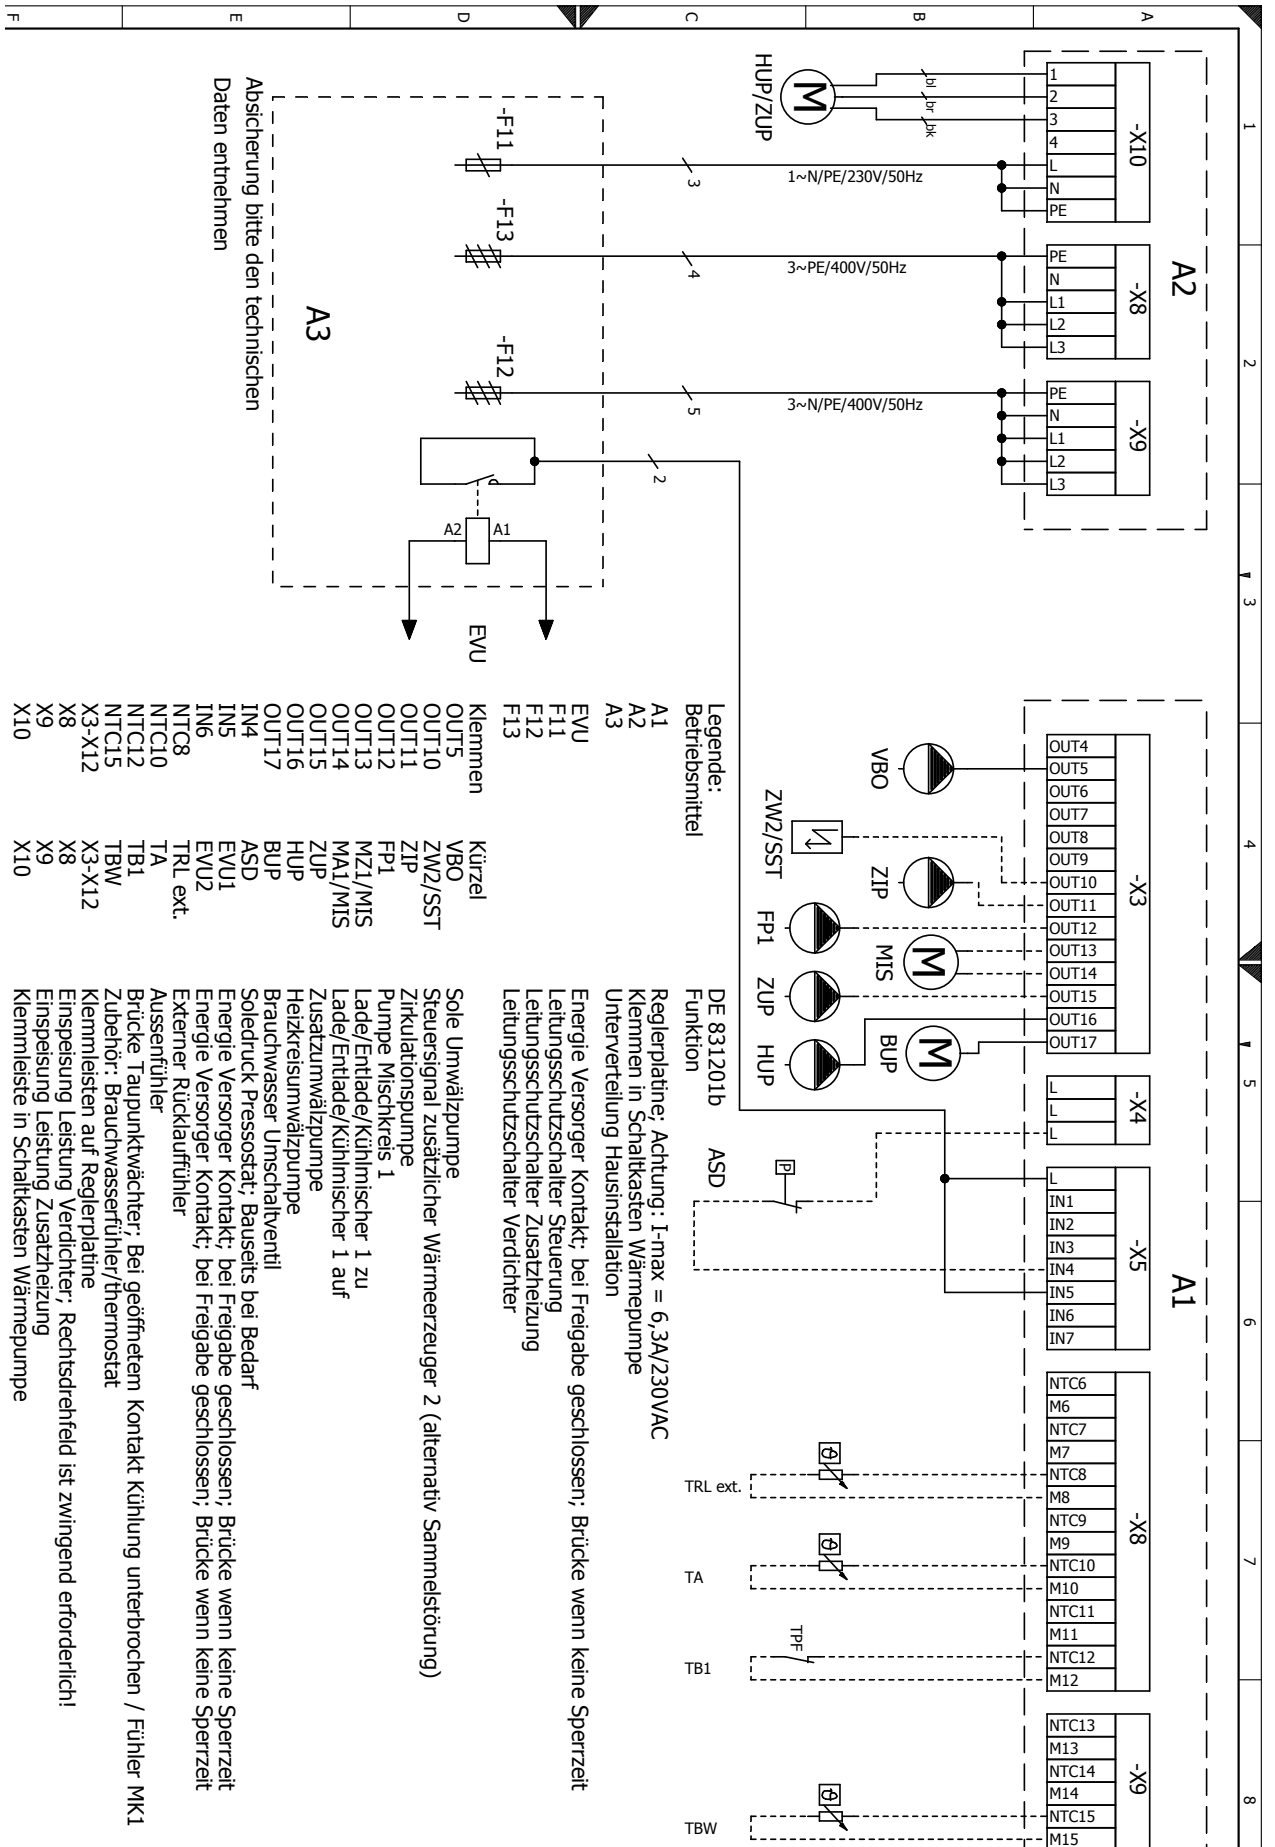 A
B
C
D
E
F
1
2
3
4
5
6
7
8
A2
-X10
1
2
3
4
L
N
PE
-X8
PE
N
L1
L2
L3
-X9
PE
N
L1
L2
L3
bl
br
bk
HUP/ZUP
M
1~N/PE/230V/50Hz
3
3~PE/400V/50Hz
4
3~N/PE/400V/50Hz
5
2
-F11
-F13
-F12
A3
A2
A1
EVU
Absicherung bitte den technischen
Daten entnehmen
A1
-X3
OUT4
OUT5
OUT6
OUT7
OUT8
OUT9
OUT10
OUT11
OUT12
OUT13
OUT14
OUT15
OUT16
OUT17
-X4
L
L
L
-X5
L
IN1
IN2
IN3
IN4
IN5
IN6
IN7
-X8
NTC6
M6
NTC7
M7
NTC8
M8
NTC9
M9
NTC10
M10
NTC11
M11
NTC12
M12
-X9
NTC13
M13
NTC14
M14
NTC15
M15
VBO
ZW2/SST
ZIP
FP1
M
MIS
ZUP
HUP
M
BUP
P
ASD
ϑ
TRL ext.
ϑ
TA
TPF
TB1
ϑ
TBW
Legende: DE 831201b
Betriebsmittel Funktion
A1 Reglerplatine; Achtung: I-max = 6,3A/230VAC
A2 Klemmen in Schaltkasten Wärmepumpe
A3 Unterverteilung Hausinstallation
EVU Energie Versorger Kontakt; bei Freigabe geschlossen; Brücke wenn keine Sperrzeit
F11 Leitungsschutzschalter Steuerung
F12 Leitungsschutzschalter Zusatzheizung
F13 Leitungsschutzschalter Verdichter
Klemmen Kürzel
OUT5 VBO Sole Umwälzpumpe
OUT10 ZW2/SST Steuersignal zusätzlicher Wärmeerzeuger 2 (alternativ Sammelstörung)
OUT11 ZIP Zirkulationspumpe
OUT12 FP1 Pumpe Mischkreis 1
OUT13 MZ1/MIS Lade/Entlade/Kühlmischer 1 zu
OUT14 MA1/MIS Lade/Entlade/Kühlmischer 1 auf
OUT15 ZUP Zusatzumwälzpumpe
OUT16 HUP Heizkreisumwälzpumpe
OUT17 BUP Brauchwasser Umschaltventil
IN4 ASD Soledruck Pressostat; Bauseits bei Bedarf
IN5 EVU1 Energie Versorger Kontakt; bei Freigabe geschlossen; Brücke wenn keine Sperrzeit
IN6 EVU2 Energie Versorger Kontakt; bei Freigabe geschlossen; Brücke wenn keine Sperrzeit
NTC8 TRL ext. Externer Rücklauffühler
NTC10 TA Aussenfühler
NTC12 TB1 Brücke Taupunktwächter; Bei geöffnetem Kontakt Kühlung unterbrochen / Fühler MK1
NTC15 TBW Zubehör: Brauchwasserfühler/thermostat
X3-X12 X3-X12 Klemmleisten auf Reglerplatine
X8 X8 Einspeisung Leistung Verdichter; Rechtsdrehfeld ist zwingend erforderlich!
X9 X9 Einspeisung Leistung Zusatzheizung
X10 X10 Klemmleiste in Schaltkasten Wärmepumpe